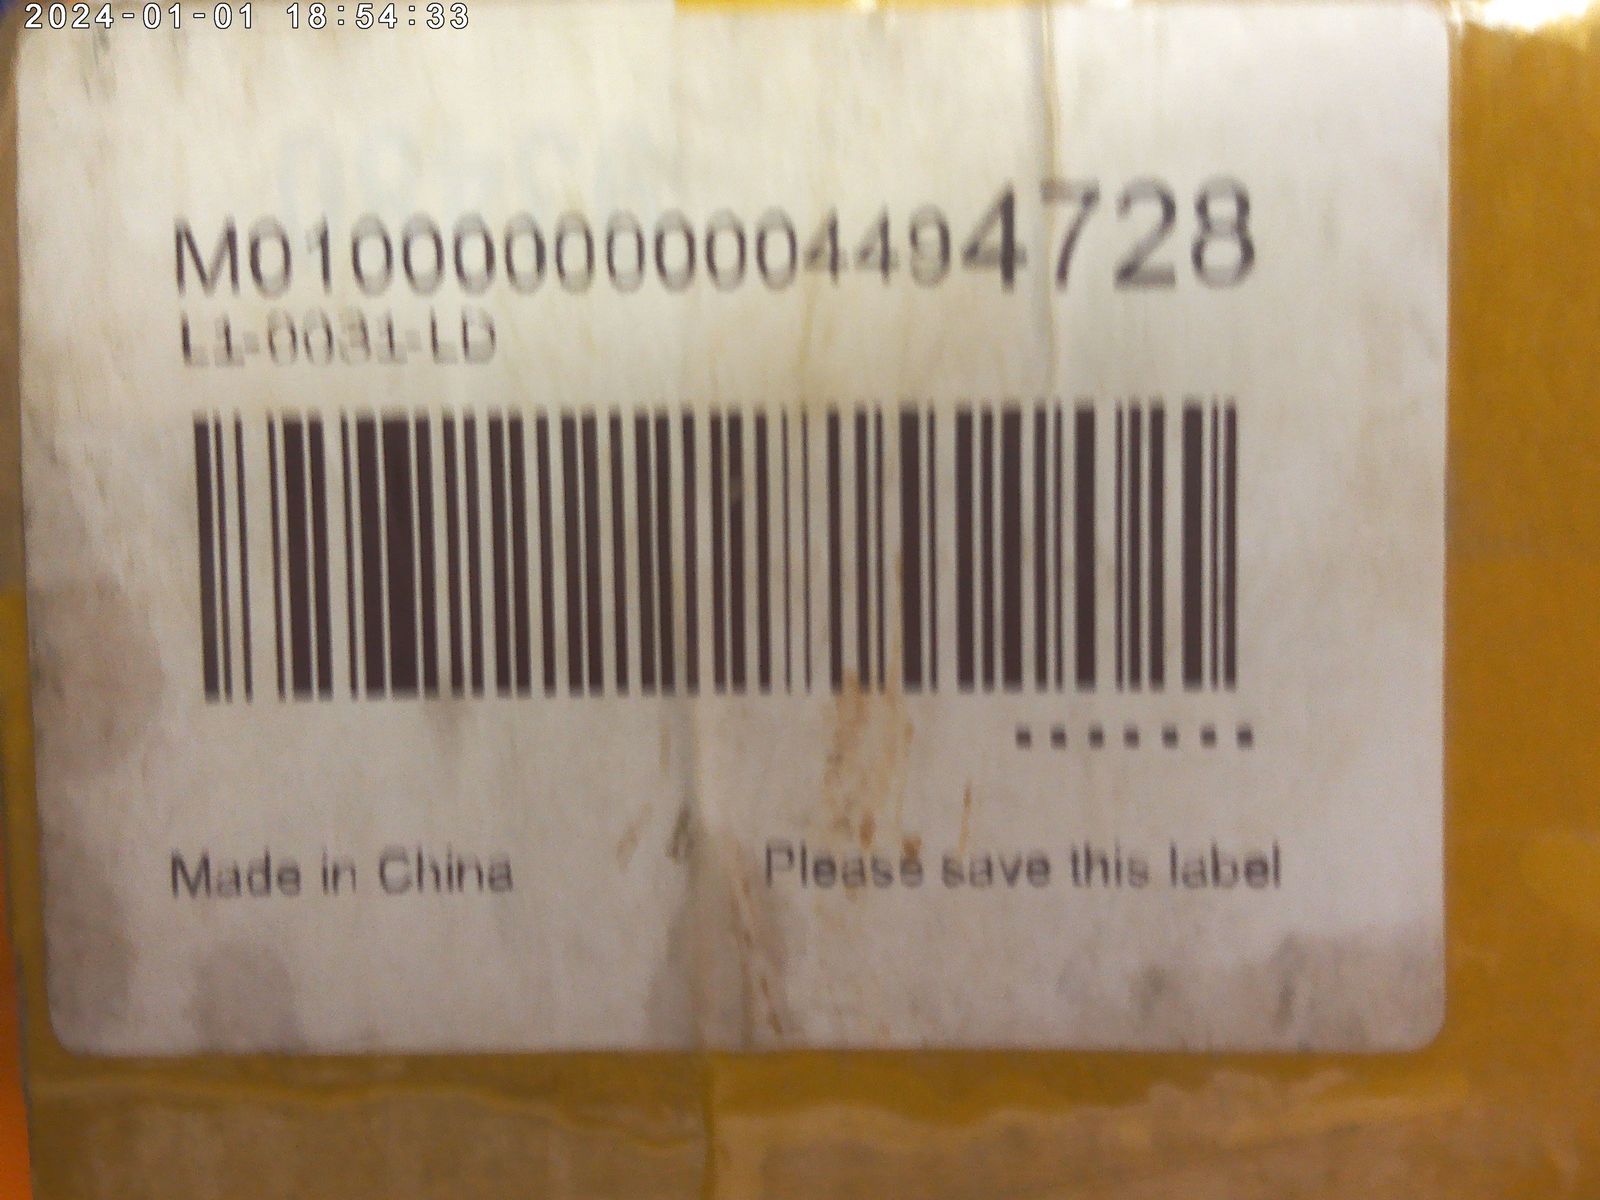 2024-01-01 18:54:33
M010000000004494728
L1-0031-LD
Made in China Please save this label